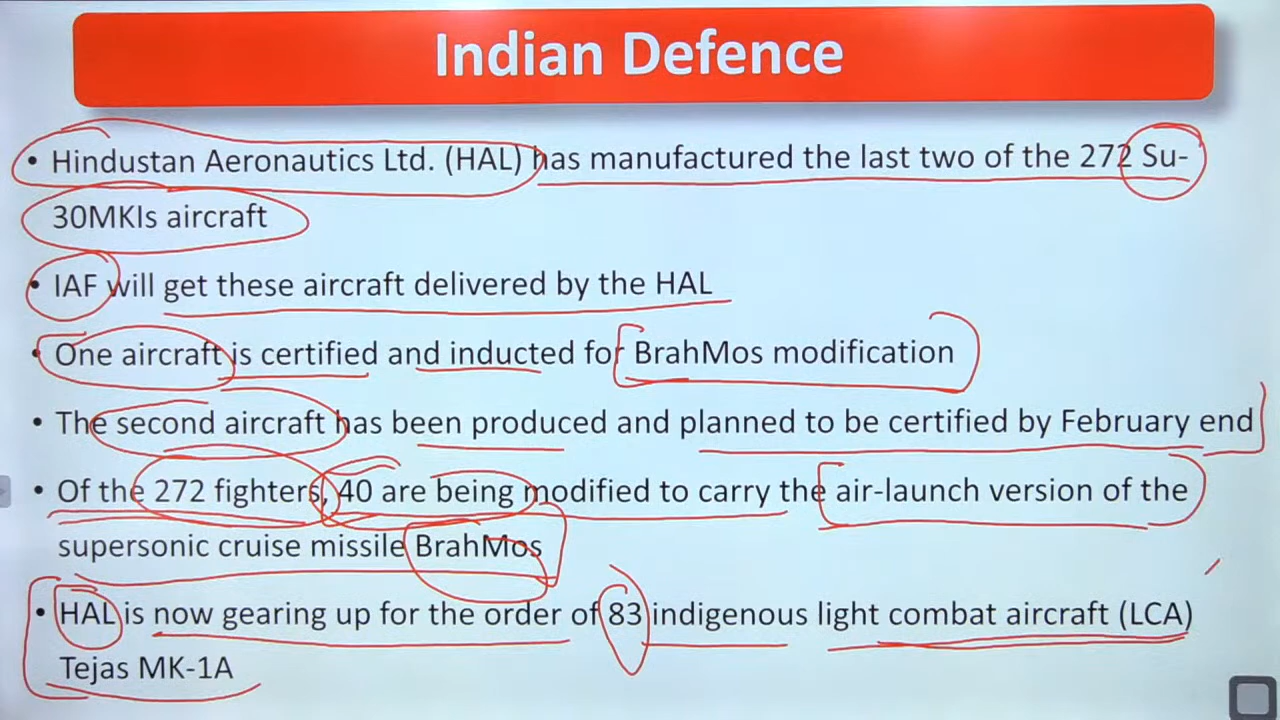 Indian Defence
• Hindustan Aeronautics Ltd. (HAL) has manufactured the last two of the 272 Su-
30MKIs aircraft
• IAF will get these aircraft delivered by the HAL
• One aircraft is certified and inducted for BrahMos modification
• The second aircraft has been produced and planned to be certified by February end
• Of the 272 fighters, 40 are being modified to carry the air-launch version of the
supersonic cruise missile BrahMos
• HAL is now gearing up for the order of 83 indigenous light combat aircraft (LCA)
Tejas MK-1A